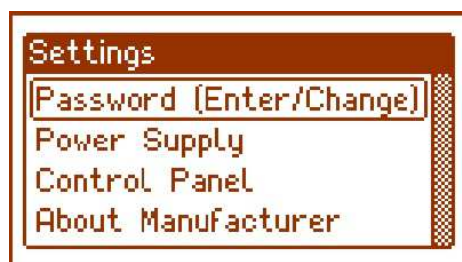 Settings
Password (Enter/Change)
Power Supply
Control Panel
About Manufacturer